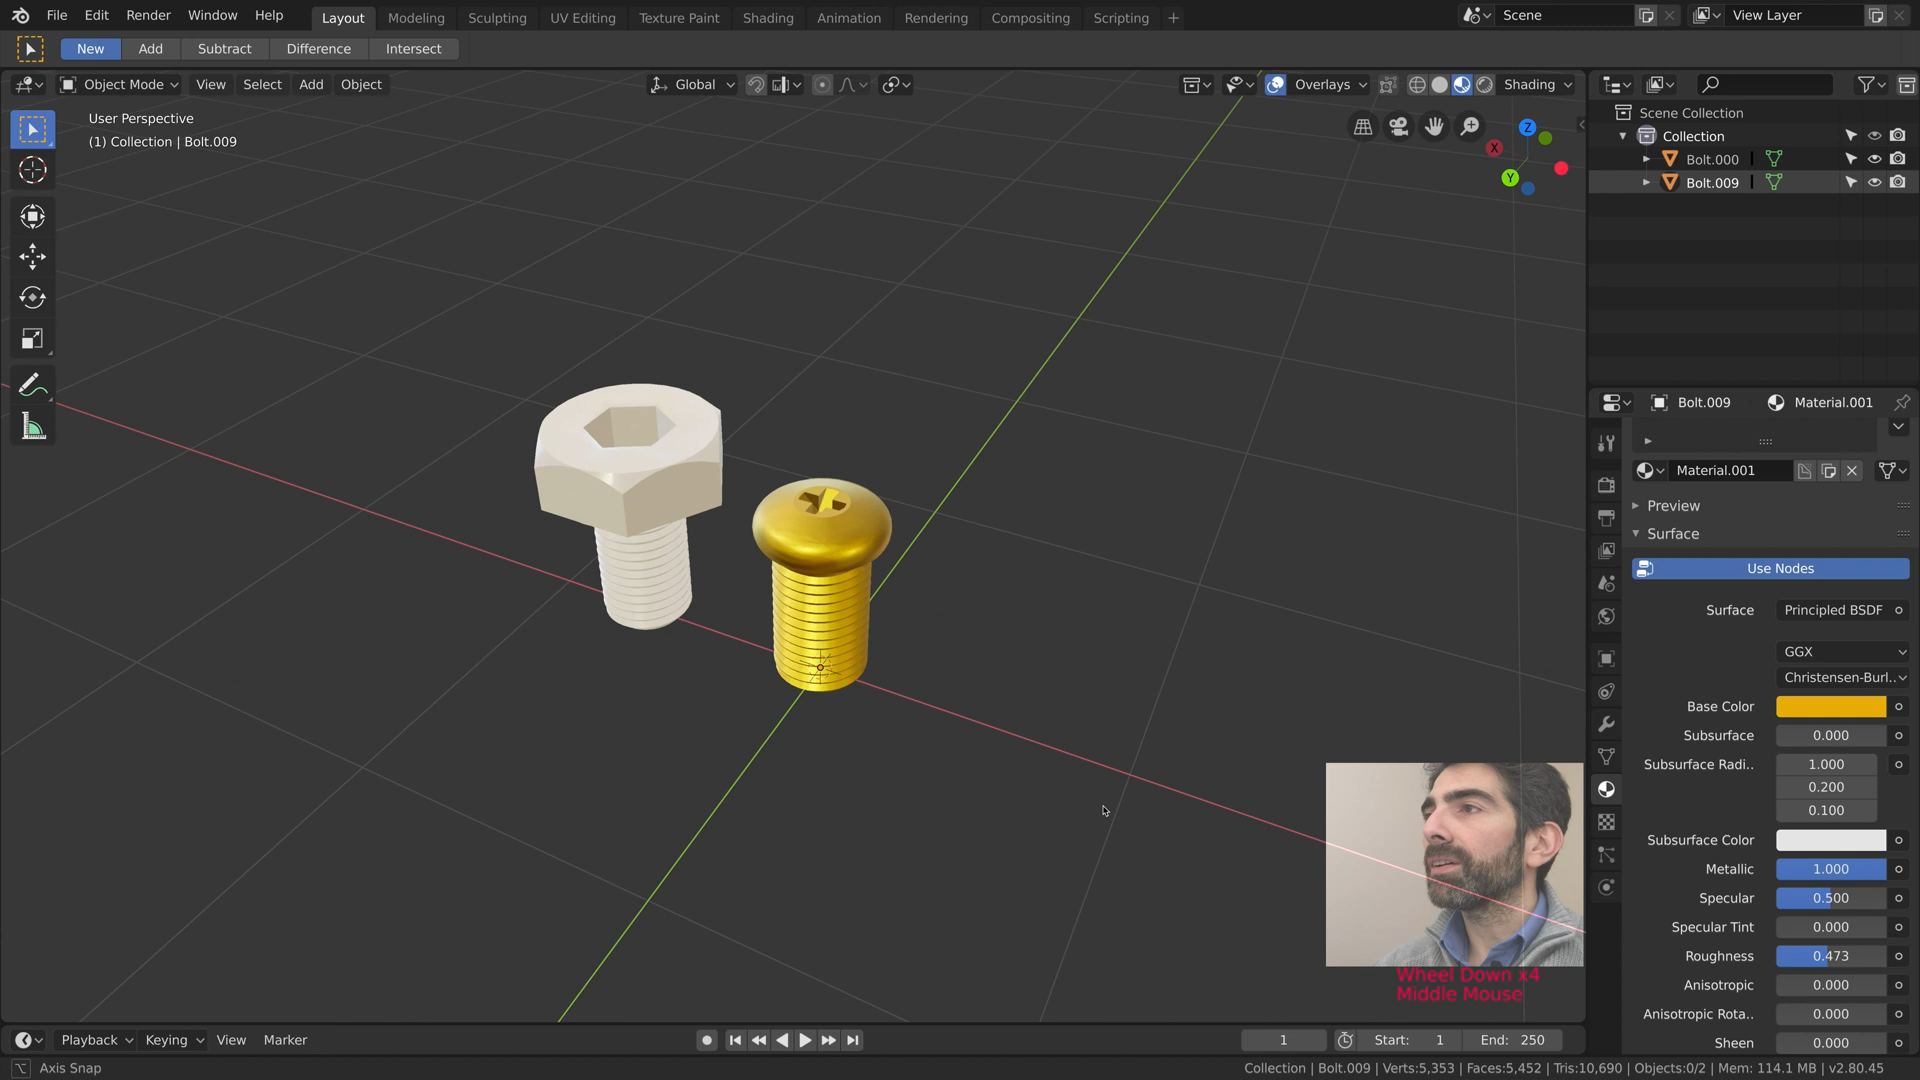 File Edit Render Window Help Layout Modeling Sculpting UV Editing Texture Paint Shading Animation Rendering Compositing Scripting + Scene View Layer
New Add Subtract Difference Intersect
Object Mode View Select Add Object Global Overlays Shading
User Perspective
(1) Collection | Bolt.009
X Y Z
Scene Collection
Collection
Bolt.000
Bolt.009
Bolt.009 Material.001
Material.001
Preview
Surface
Use Nodes
Surface Principled BSDF
GGX
Christensen-Burl..
Base Color
Subsurface 0.000
Subsurface Radi.. 1.000
0.200
0.100
Subsurface Color
Metallic 1.000
Specular 0.500
Specular Tint 0.000
Roughness 0.473
Anisotropic 0.000
Anisotropic Rota.. 0.000
Sheen 0.000
Wheel Down x4
Middle Mouse
Playback Keying View Marker 1 Start: 1 End: 250
Axis Snap Collection | Bolt.009 | Verts:5,353 | Faces:5,452 | Tris:10,690 | Objects:0/2 | Mem: 114.1 MB | v2.80.45